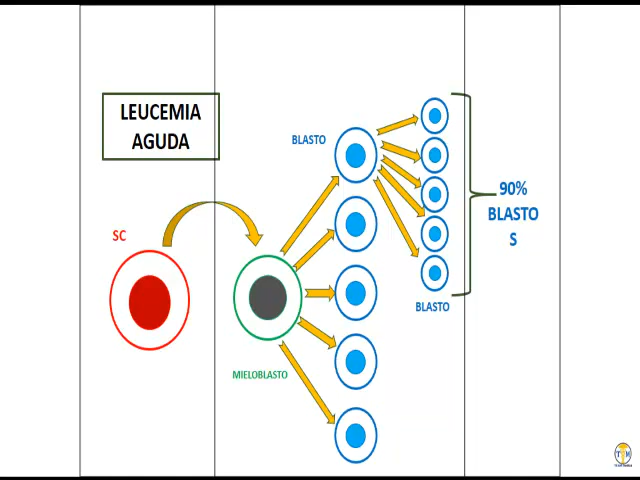 LEUCEMIA
AGUDA
BLASTO
SC
90%
BLASTO
S
BLASTO
MIELOBLASTO